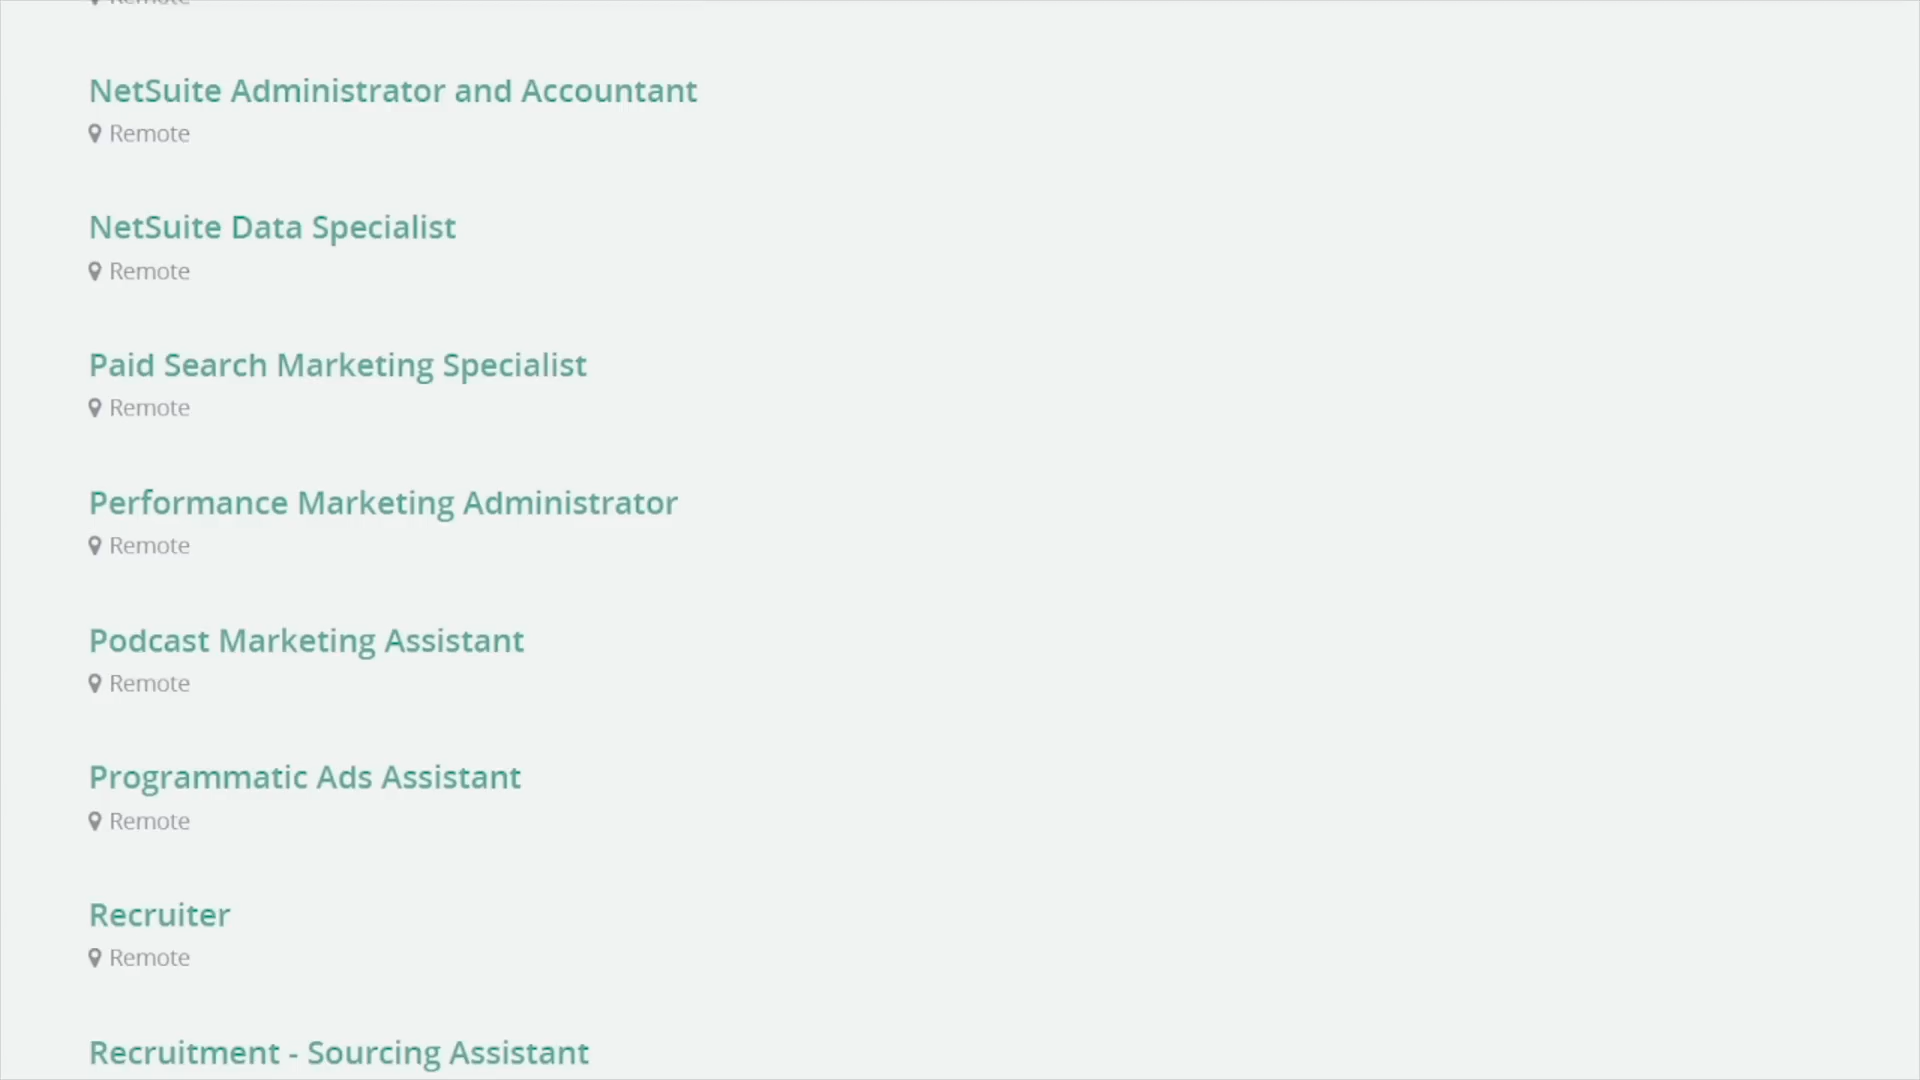 Remote
NetSuite Administrator and Accountant
Remote
NetSuite Data Specialist
Remote
Paid Search Marketing Specialist
Remote
Performance Marketing Administrator
Remote
Podcast Marketing Assistant
Remote
Programmatic Ads Assistant
Remote
Recruiter
Remote
Recruitment - Sourcing Assistant